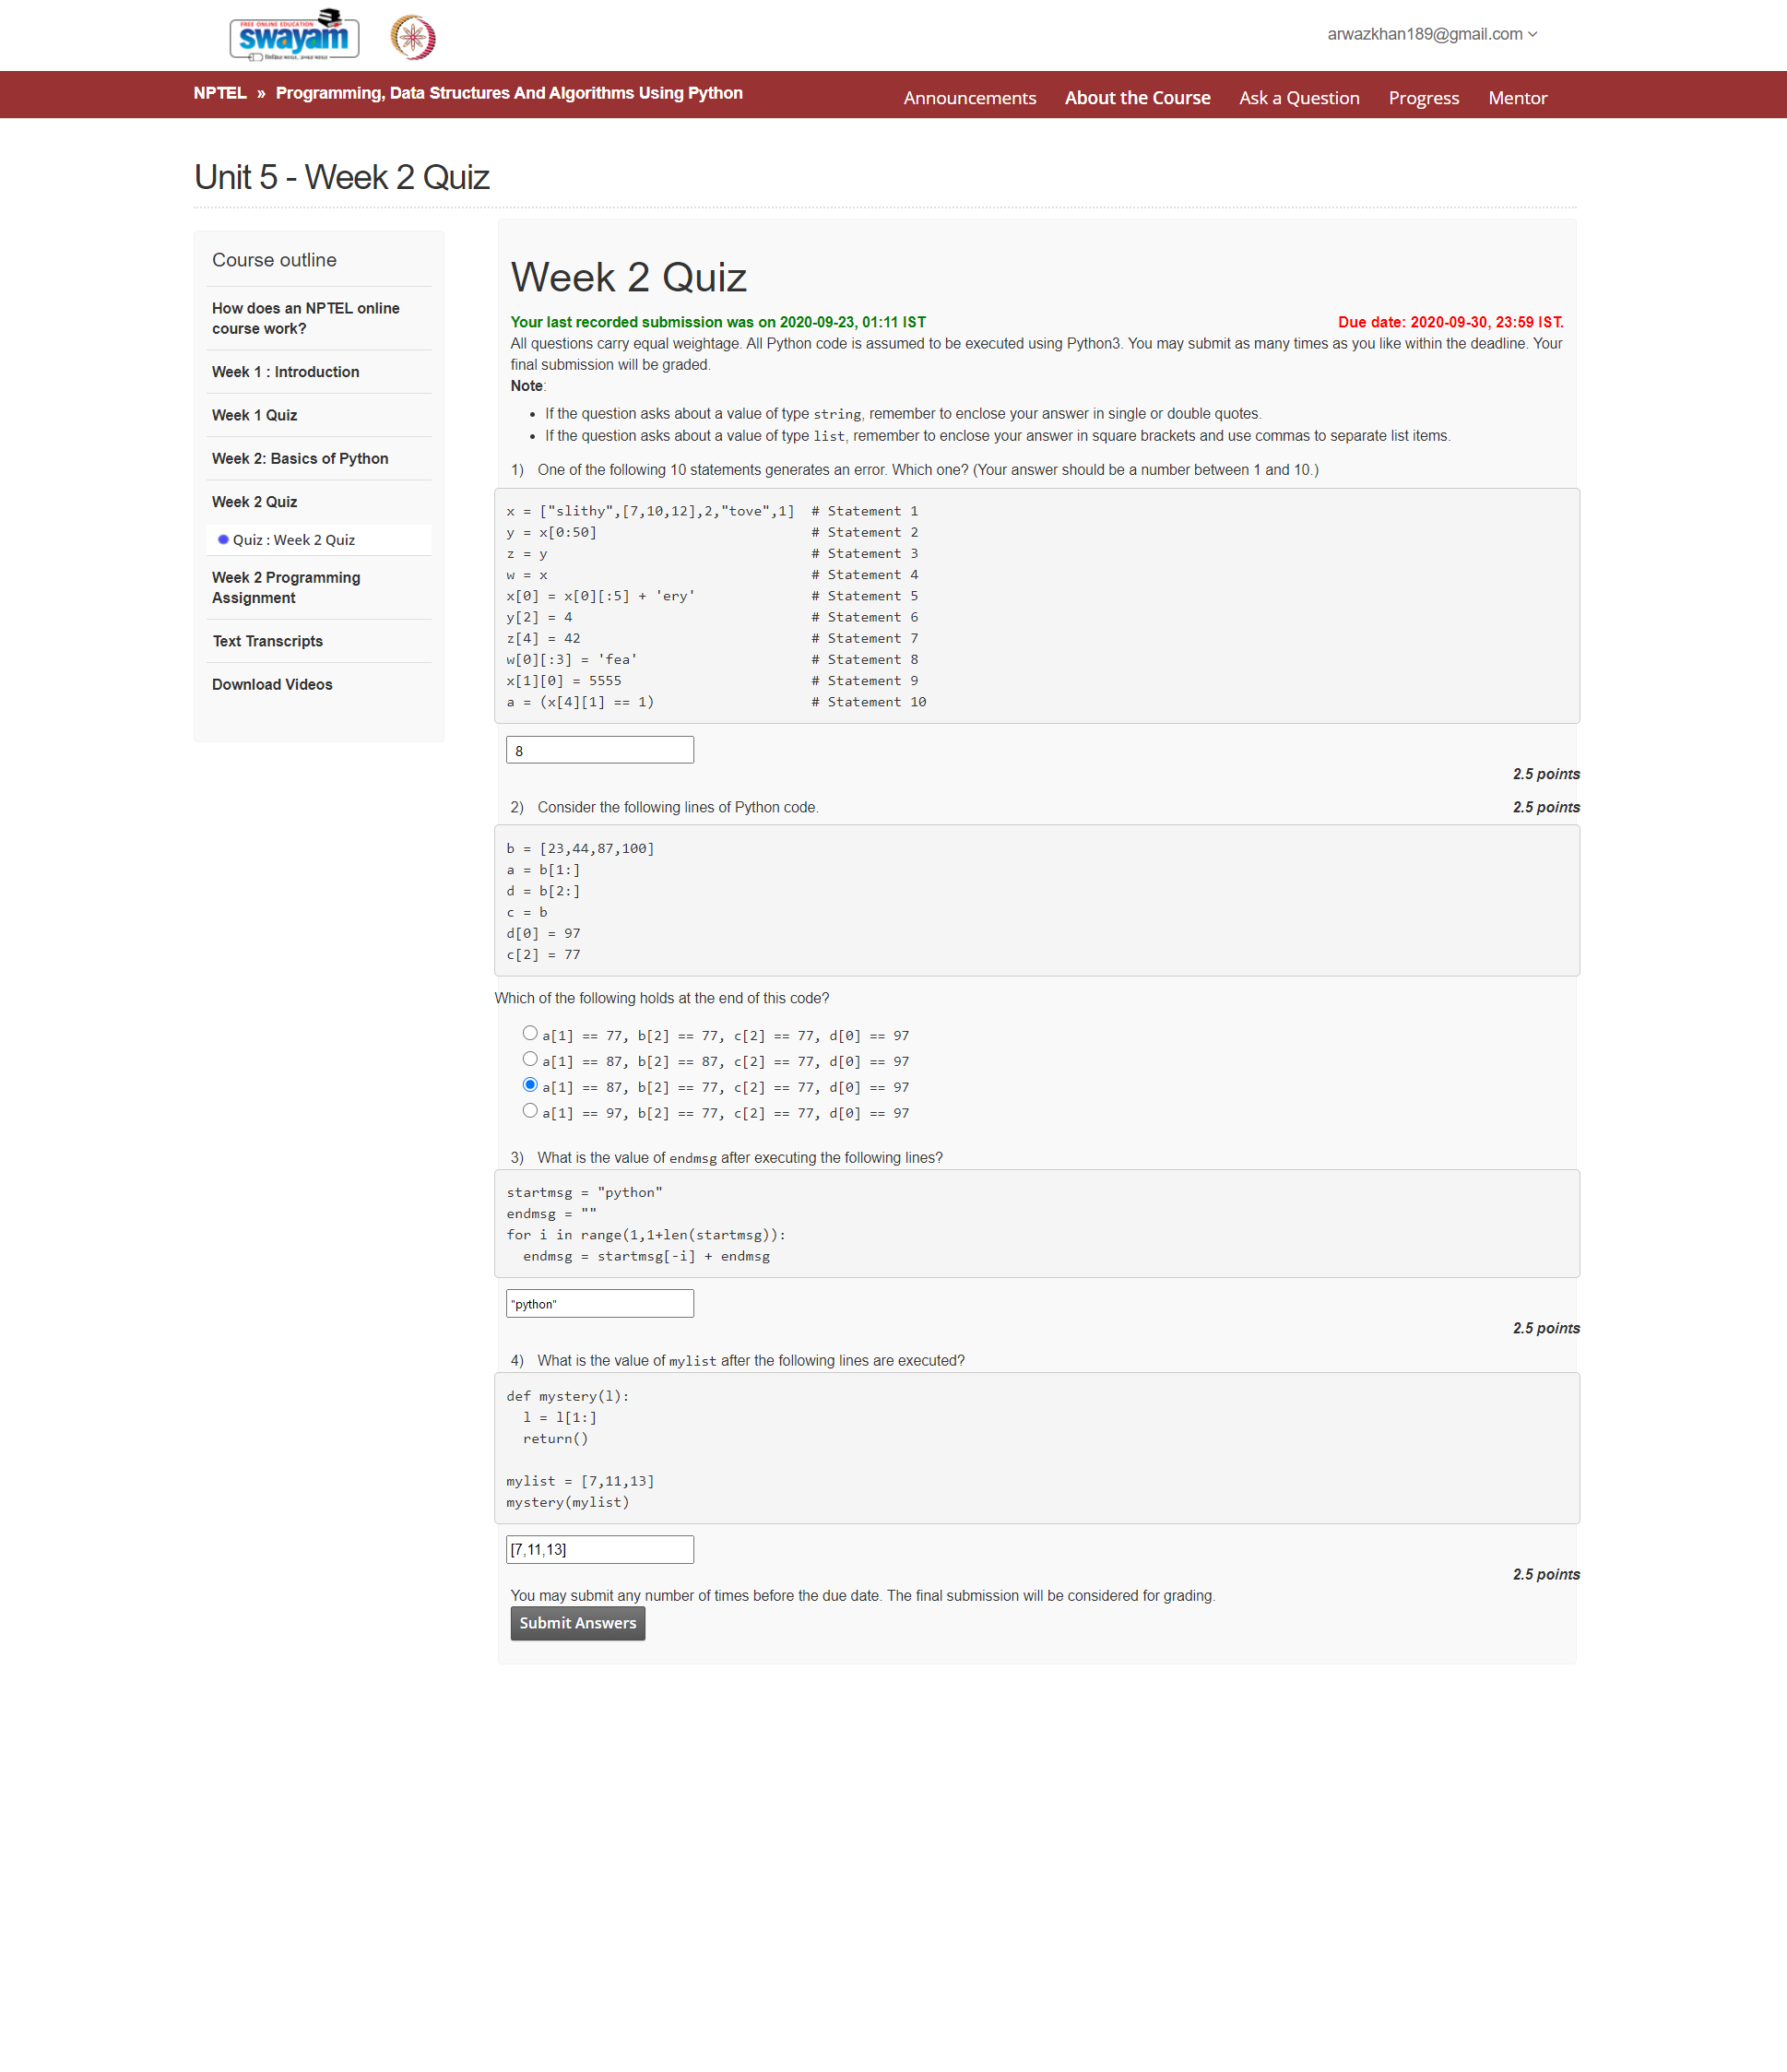 FREE ONLINE EDUCATION
swayam
arwazkhan189@gmail.com
NPTEL » Programming, Data Structures And Algorithms Using Python
Announcements About the Course Ask a Question Progress Mentor
Unit 5 - Week 2 Quiz
Course outline
How does an NPTEL online
course work?
Week 1 : Introduction
Week 1 Quiz
Week 2: Basics of Python
Week 2 Quiz
Quiz : Week 2 Quiz
Week 2 Programming
Assignment
Text Transcripts
Download Videos
Week 2 Quiz
Your last recorded submission was on 2020-09-23, 01:11 IST Due date: 2020-09-30, 23:59 IST.
All questions carry equal weightage. All Python code is assumed to be executed using Python3. You may submit as many times as you like within the deadline. Your
final submission will be graded.
Note:
• If the question asks about a value of type string, remember to enclose your answer in single or double quotes.
• If the question asks about a value of type list, remember to enclose your answer in square brackets and use commas to separate list items.
1) One of the following 10 statements generates an error. Which one? (Your answer should be a number between 1 and 10.)
x = ["slithy",[7,10,12],2,"tove",1]  # Statement 1
y = x[0:50]                          # Statement 2
z = y                                # Statement 3
w = x                                # Statement 4
x[0] = x[0][:5] + 'ery'              # Statement 5
y[2] = 4                             # Statement 6
z[4] = 42                            # Statement 7
w[0][:3] = 'fea'                     # Statement 8
x[1][0] = 5555                       # Statement 9
a = (x[4][1] == 1)                   # Statement 10
8
2.5 points
2) Consider the following lines of Python code. 2.5 points
b = [23,44,87,100]
a = b[1:]
d = b[2:]
c = b
d[0] = 97
c[2] = 77
Which of the following holds at the end of this code?
a[1] == 77, b[2] == 77, c[2] == 77, d[0] == 97
a[1] == 87, b[2] == 87, c[2] == 77, d[0] == 97
a[1] == 87, b[2] == 77, c[2] == 77, d[0] == 97
a[1] == 97, b[2] == 77, c[2] == 77, d[0] == 97
3) What is the value of endmsg after executing the following lines?
startmsg = "python"
endmsg = ""
for i in range(1,1+len(startmsg)):
  endmsg = startmsg[-i] + endmsg
"python"
2.5 points
4) What is the value of mylist after the following lines are executed?
def mystery(l):
  l = l[1:]
  return()
mylist = [7,11,13]
mystery(mylist)
[7,11,13]
2.5 points
You may submit any number of times before the due date. The final submission will be considered for grading.
Submit Answers